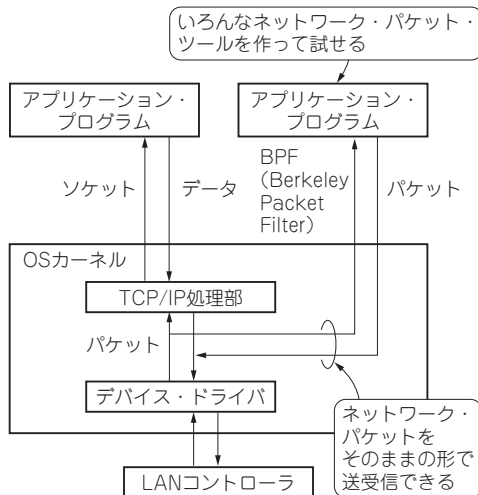 いろんなネットワーク・パケット・
ツールを作って試せる
アプリケーション・
プログラム
アプリケーション・
プログラム
ソケット
データ
BPF
(Berkeley
Packet
Filter)
パケット
OSカーネル
TCP/IP処理部
パケット
デバイス・ドライバ
ネットワーク・
パケットを
そのままの形で
送受信できる
LANコントローラ